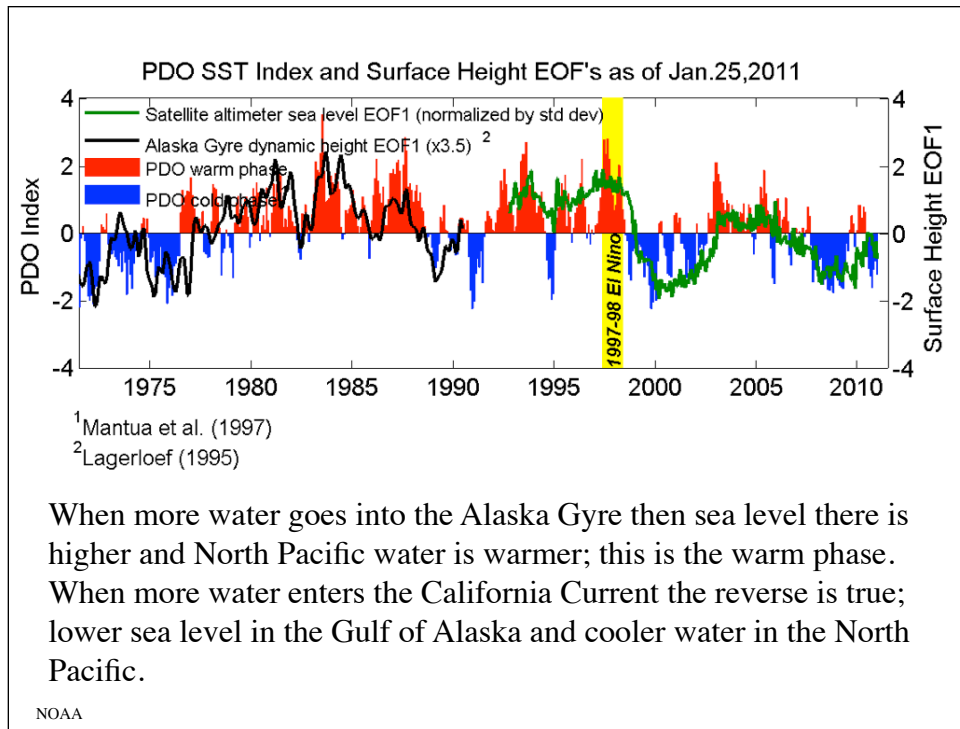 PDO SST Index and Surface Height EOF's as of Jan.25,2011
4
2
0
-2
-4
PDO Index
Satellite altimeter sea level EOF1 (normalized by std dev)
Alaska Gyre dynamic height EOF1 (x3.5) 2
PDO warm phase
PDO cold phase
1997-98 El Nino
4
2
0
-2
-4
Surface Height EOF1
1975 1980 1985 1990 1995 2000 2005 2010
1Mantua et al. (1997)
2Lagerloef (1995)
When more water goes into the Alaska Gyre then sea level there is
higher and North Pacific water is warmer; this is the warm phase.
When more water enters the California Current the reverse is true;
lower sea level in the Gulf of Alaska and cooler water in the North
Pacific.
NOAA